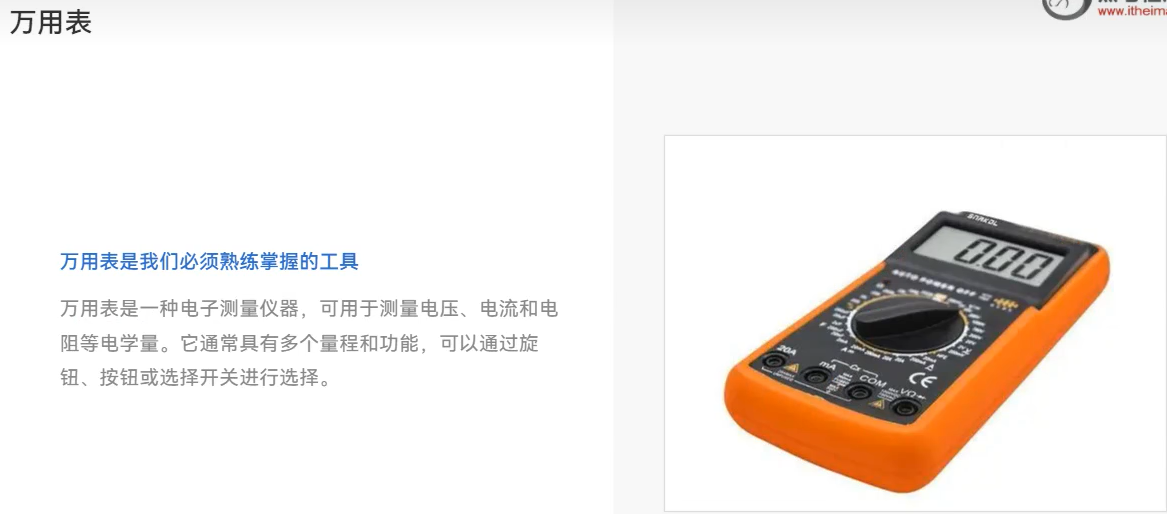 万用表
www.itheima
万用表是我们必须熟练掌握的工具
万用表是一种电子测量仪器，可用于测量电压、电流和电
阻等电学量。它通常具有多个量程和功能，可以通过旋
钮、按钮或选择开关进行选择。
0.00
AUTO POWER OFF
20A
mA
Cx
COM
VΩ
CE